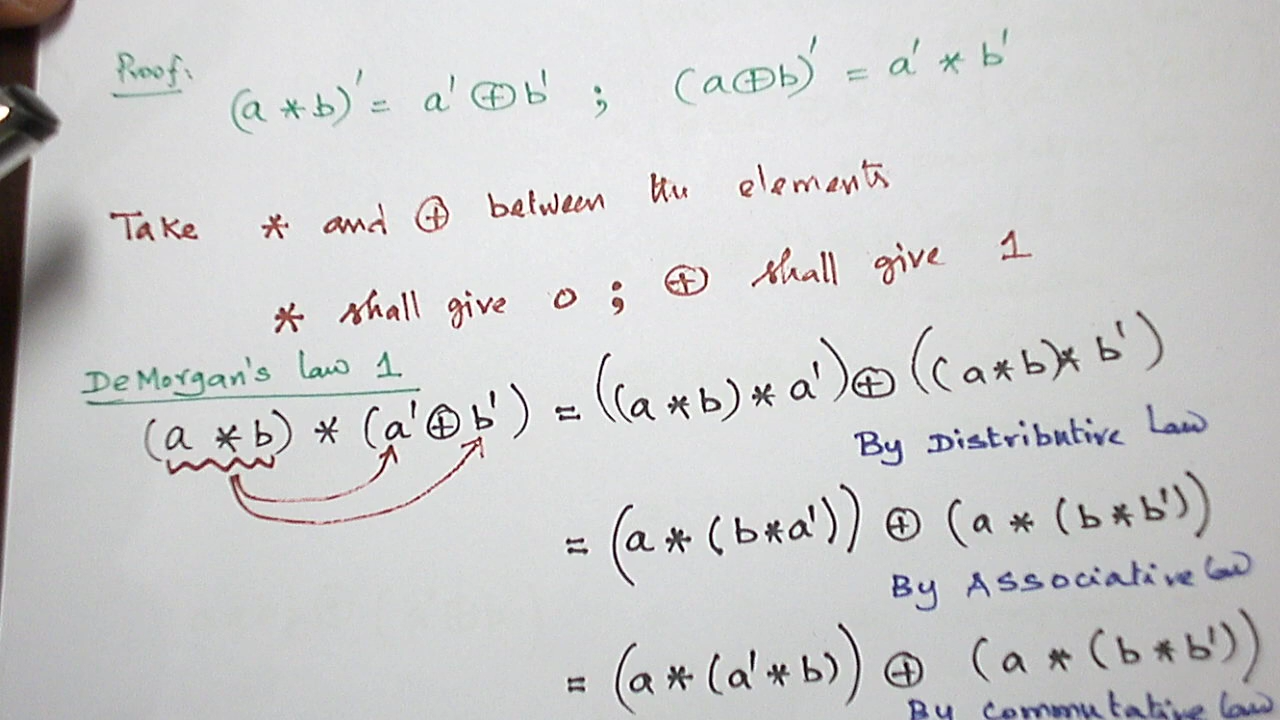 Proof:
(a * b)' = a' ⊕ b' ; (a ⊕ b)' = a' * b'
Take * and ⊕ between the elements
* shall give 0 ; ⊕ shall give 1
DeMorgan's law 1
(a * b) * (a' ⊕ b') = ((a * b) * a') ⊕ ((a * b) * b')
By Distributive Law
= (a * (b * a')) ⊕ (a * (b * b'))
By Associative law
= (a * (a' * b)) ⊕ (a * (b * b'))
By commutative law